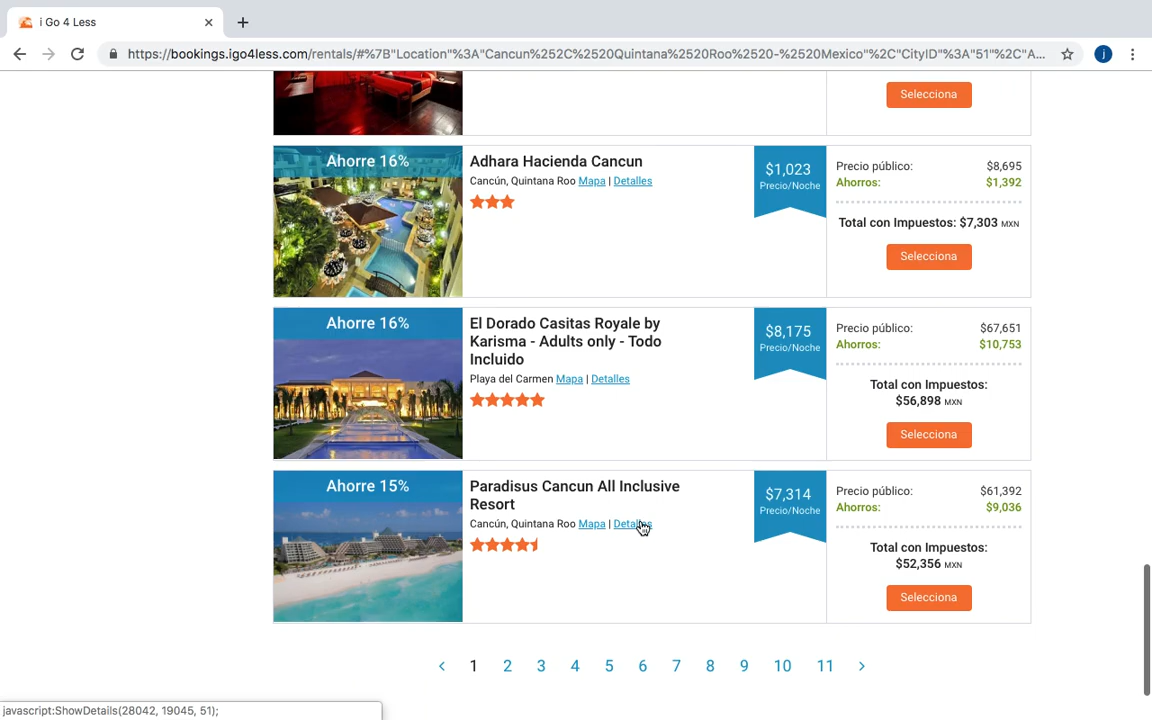 i Go 4 Less
https://bookings.igo4less.com/rentals/#%7B"Location"%3A"Cancun%252C%2520Quintana%2520Roo%2520-%2520Mexico"%2C"CityID"%3A"51"%2C"A...
j
Selecciona
Ahorre 16%
Adhara Hacienda Cancun
Cancún, Quintana Roo Mapa | Detalles
$1,023
Precio/Noche
Precio público: $8,695
Ahorros: $1,392
Total con Impuestos: $7,303 MXN
Selecciona
Ahorre 16%
El Dorado Casitas Royale by
Karisma - Adults only - Todo
Incluido
Playa del Carmen Mapa | Detalles
$8,175
Precio/Noche
Precio público: $67,651
Ahorros: $10,753
Total con Impuestos:
$56,898 MXN
Selecciona
Ahorre 15%
Paradisus Cancun All Inclusive
Resort
Cancún, Quintana Roo Mapa | Detalles
$7,314
Precio/Noche
Precio público: $61,392
Ahorros: $9,036
Total con Impuestos:
$52,356 MXN
Selecciona
‹ 1 2 3 4 5 6 7 8 9 10 11 ›
javascript:ShowDetails(28042, 19045, 51);